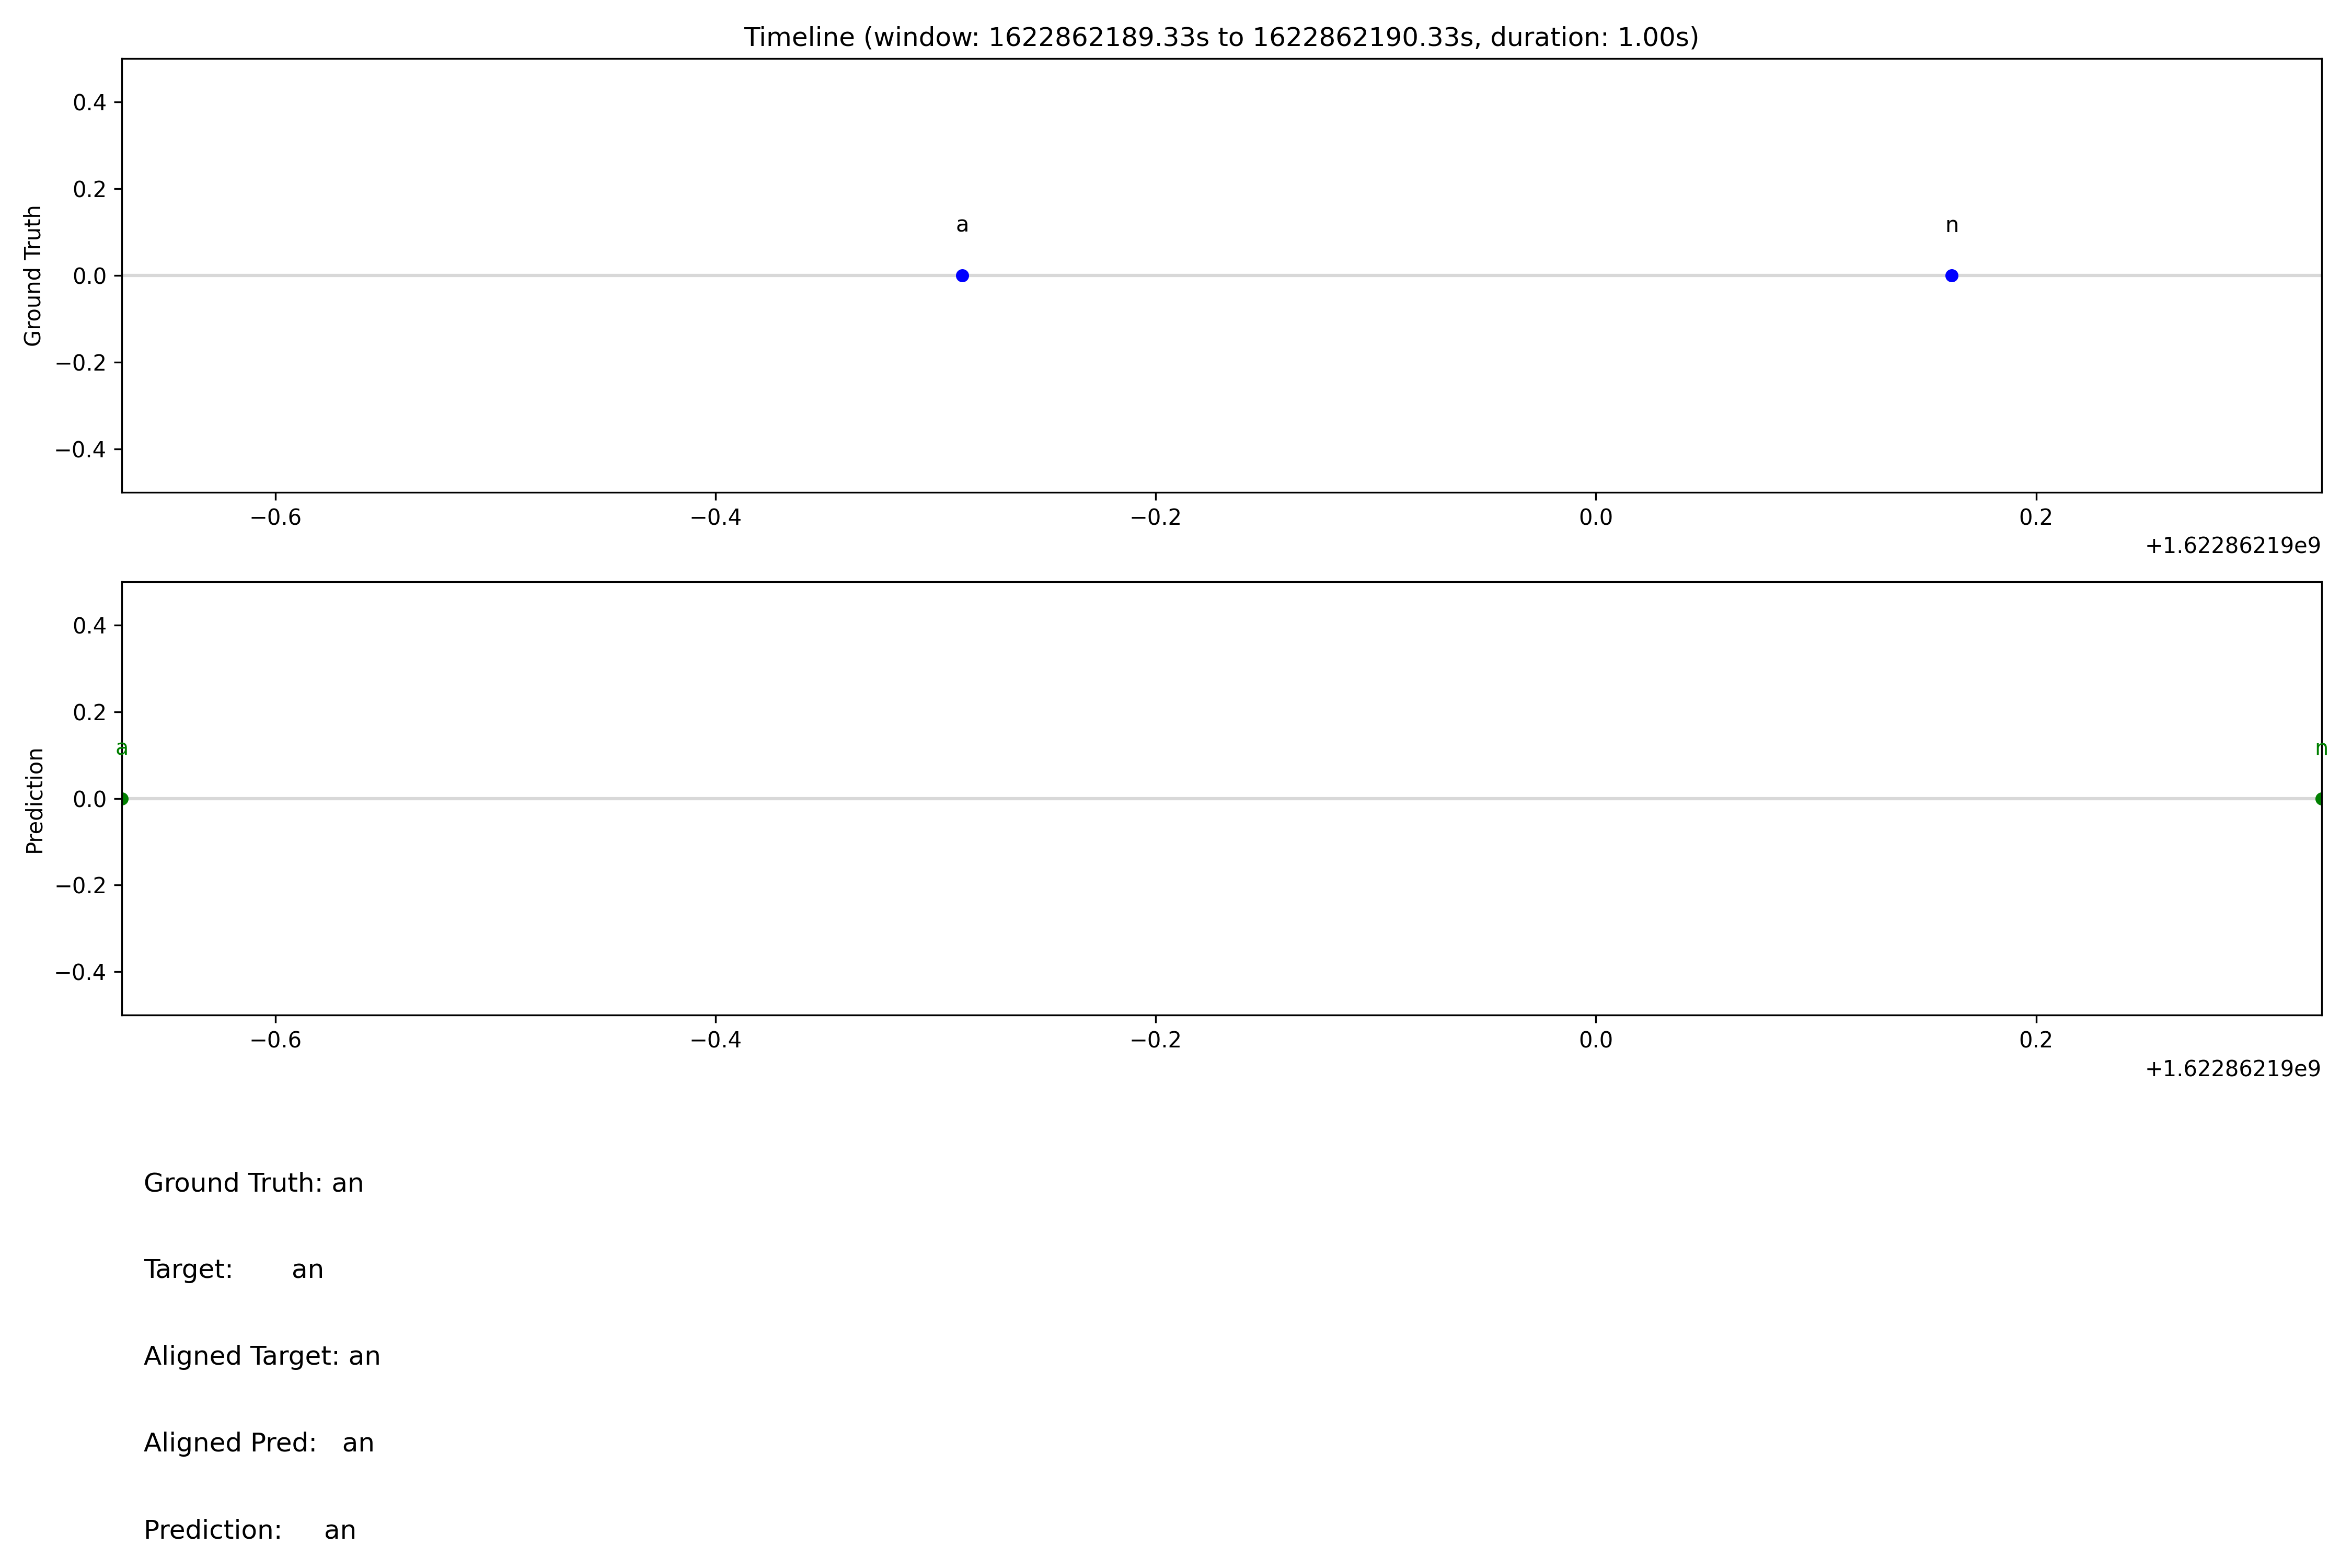 Timeline (window: 1622862189.33s to 1622862190.33s, duration: 1.00s)
Ground Truth
0.4
0.2
0.0
−0.2
−0.4
a
n
−0.6 −0.4 −0.2 0.0 0.2
+1.62286219e9
Prediction
0.4
0.2
0.0
−0.2
−0.4
a
n
−0.6 −0.4 −0.2 0.0 0.2
+1.62286219e9
Ground Truth: an
Target: an
Aligned Target: an
Aligned Pred: an
Prediction: an